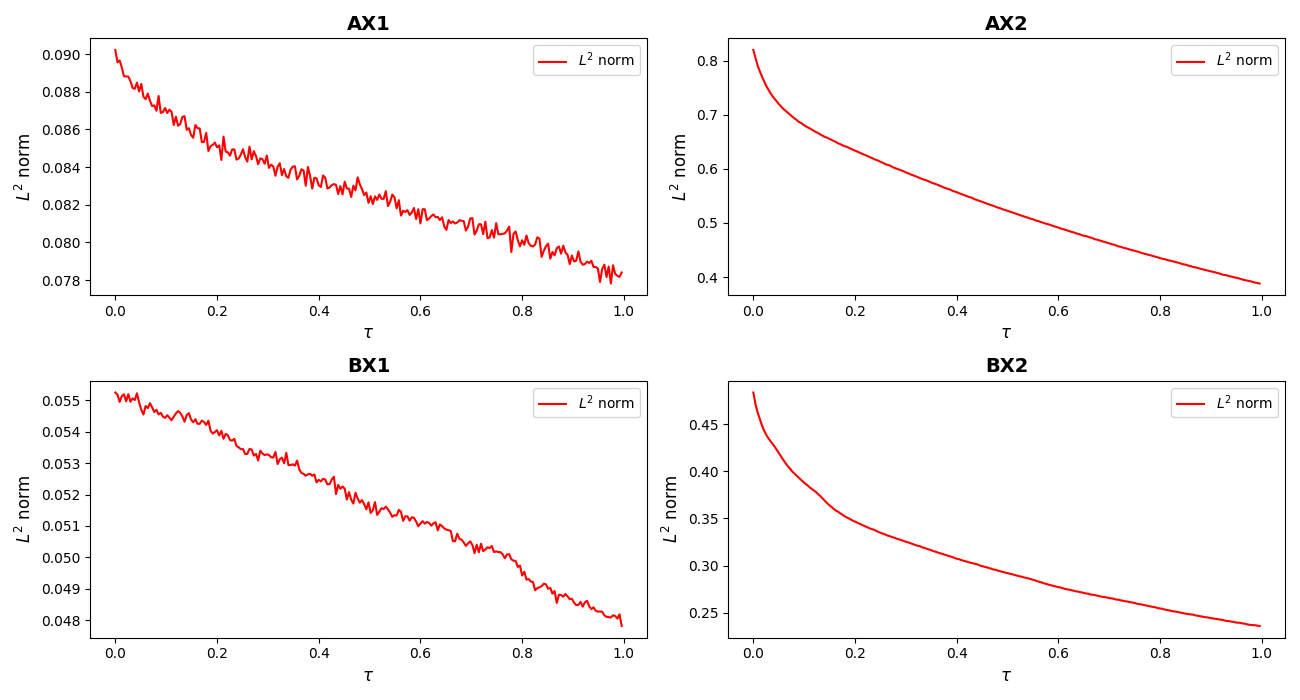 AX1
L² norm
0.090
0.088
0.086
0.084
0.082
0.080
0.078
L² norm
0.0 0.2 0.4 0.6 0.8 1.0
τ
AX2
L² norm
0.8
0.7
0.6
0.5
0.4
L² norm
0.0 0.2 0.4 0.6 0.8 1.0
τ
BX1
L² norm
0.055
0.054
0.053
0.052
0.051
0.050
0.049
0.048
L² norm
0.0 0.2 0.4 0.6 0.8 1.0
τ
BX2
L² norm
0.45
0.40
0.35
0.30
0.25
L² norm
0.0 0.2 0.4 0.6 0.8 1.0
τ